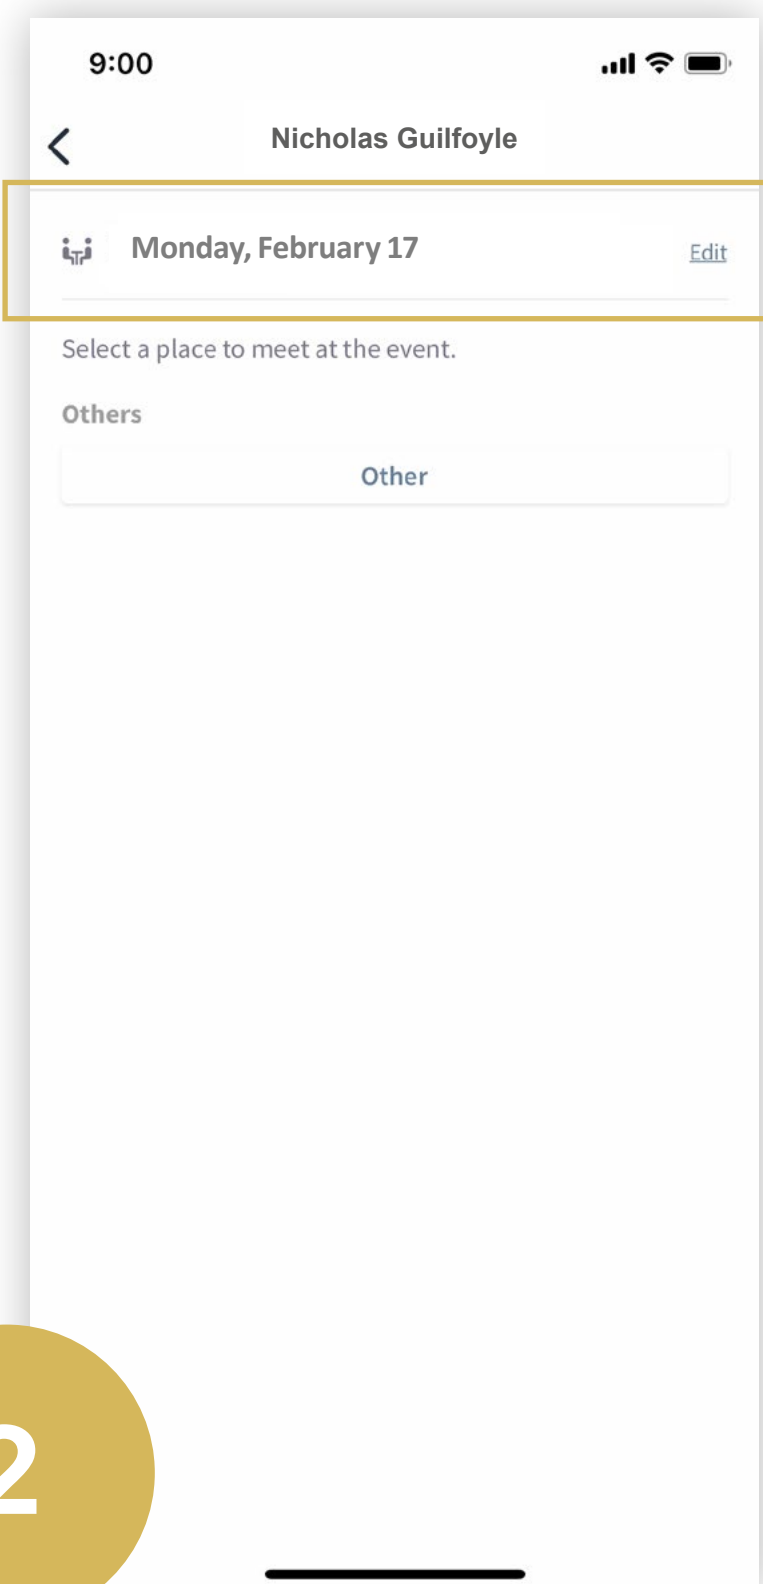 9:00
Nicholas Guilfoyle
Monday, February 17
Edit
Select a place to meet at the event.
Others
Other
2